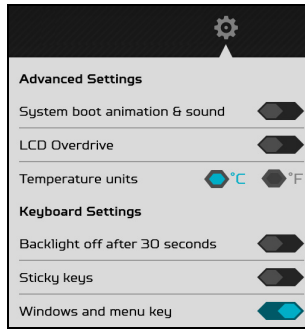 Advanced Settings
System boot animation & sound
LCD Overdrive
Temperature units °C °F
Keyboard Settings
Backlight off after 30 seconds
Sticky keys
Windows and menu key